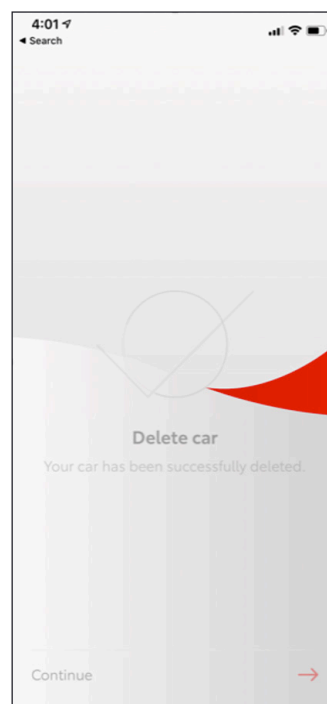 4:01
◄ Search
Delete car
Your car has been successfully deleted.
Continue